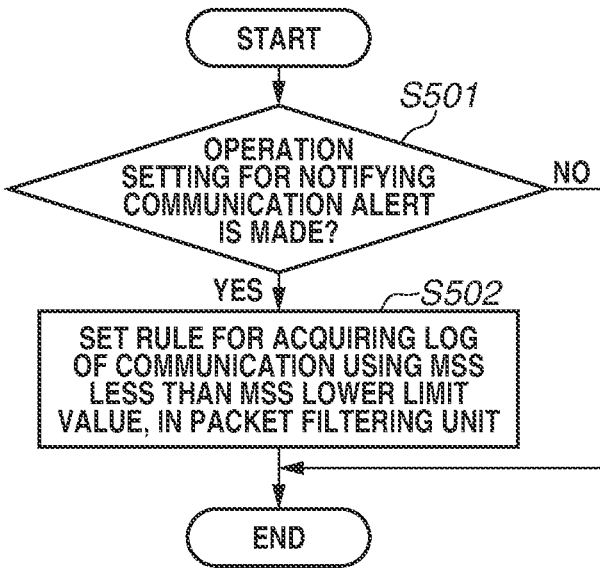 START
S501
OPERATION
SETTING FOR NOTIFYING
COMMUNICATION ALERT
IS MADE?
NO
YES
S502
SET RULE FOR ACQUIRING LOG
OF COMMUNICATION USING MSS
LESS THAN MSS LOWER LIMIT
VALUE, IN PACKET FILTERING UNIT
END